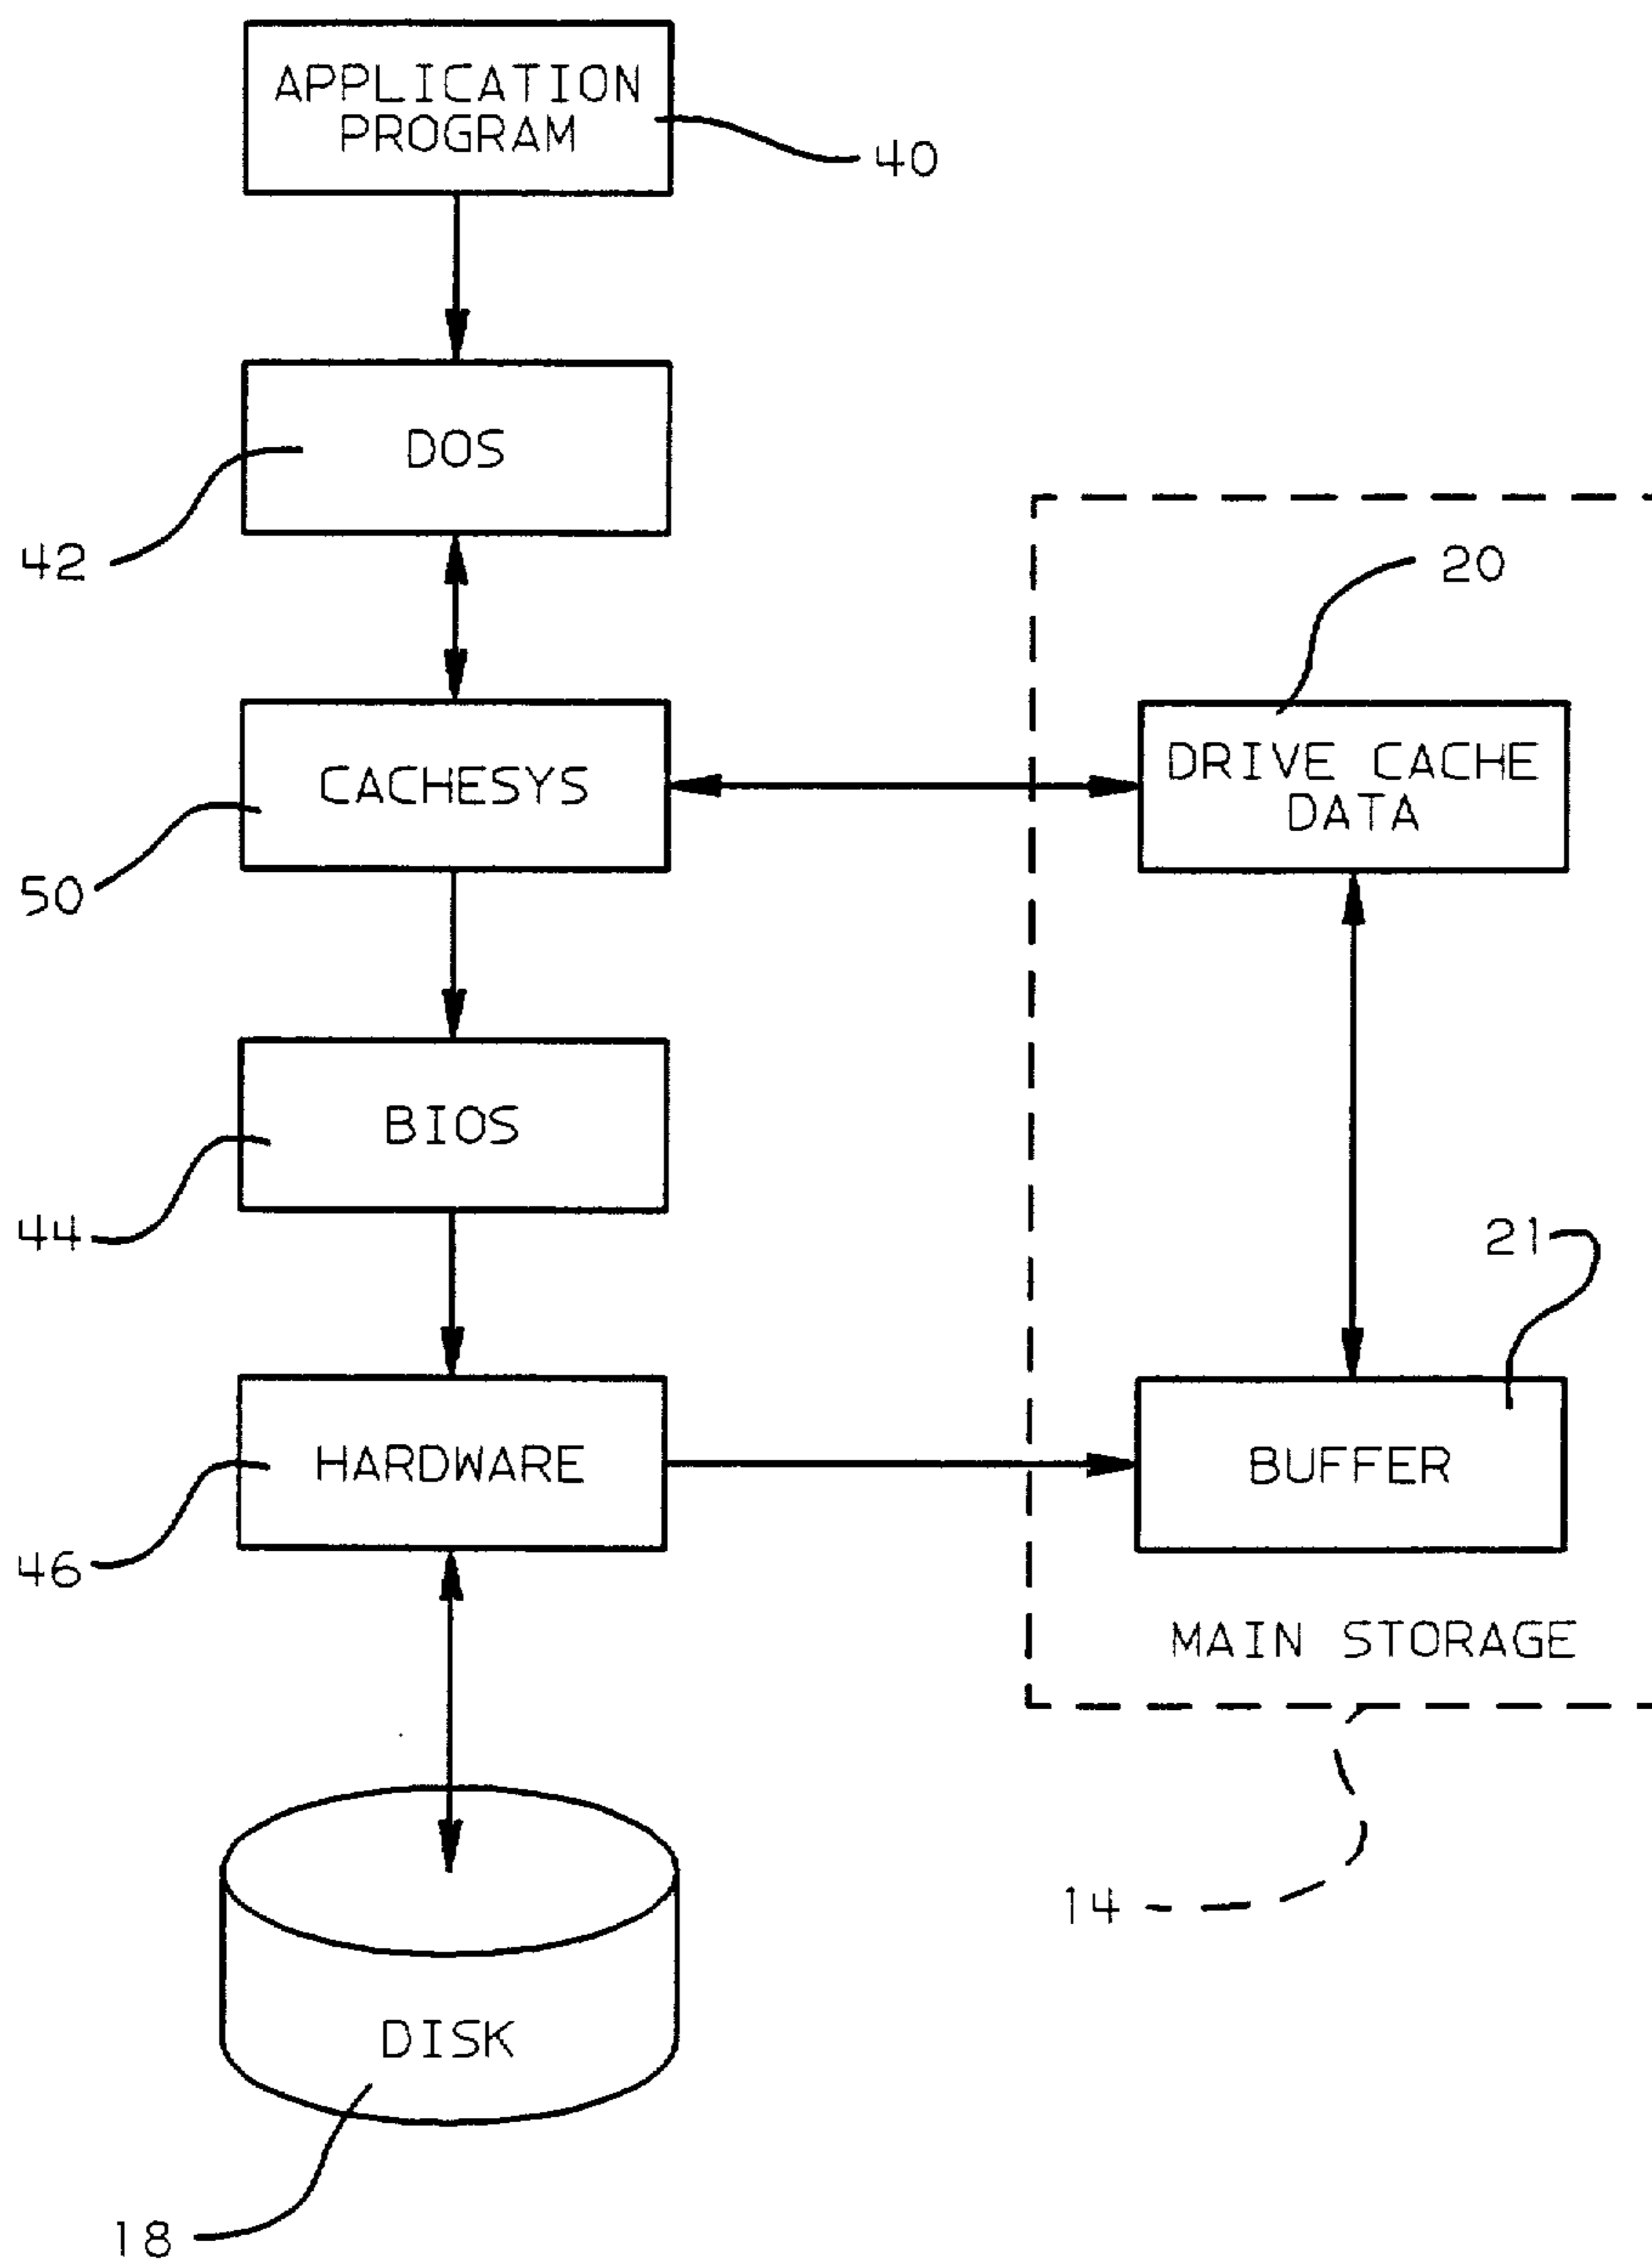 APPLICATION
PROGRAM
40
DOS
42
20
CACHESYS
DRIVE CACHE
DATA
50
BIOS
44
21
HARDWARE
BUFFER
46
MAIN STORAGE
14
DISK
18